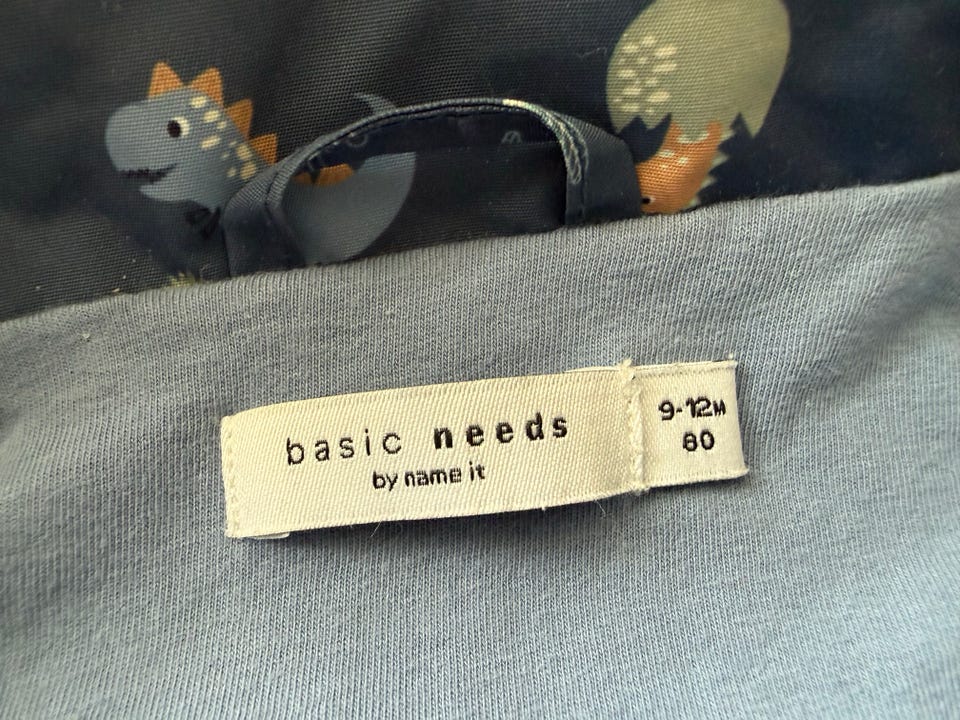 basic needs
by name it
9-12M
80